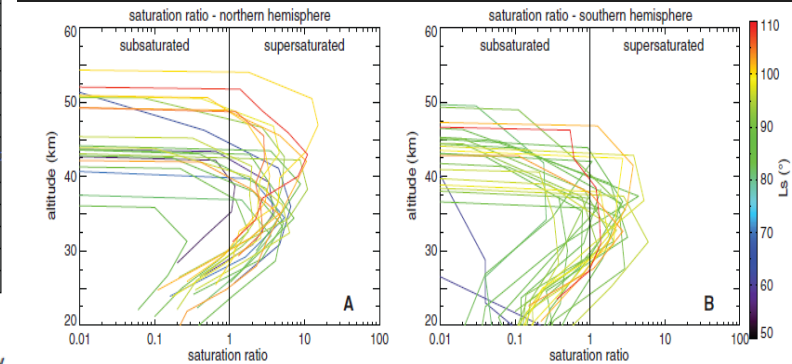 saturation ratio - northern hemisphere
60
50
40
30
20
altitude (km)
subsaturated
supersaturated
A
0.01
0.1
1
10
100
saturation ratio
saturation ratio - southern hemisphere
60
50
40
30
20
altitude (km)
subsaturated
supersaturated
B
0.01
0.1
1
10
100
saturation ratio
110
100
90
80
70
60
50
Ls (°)